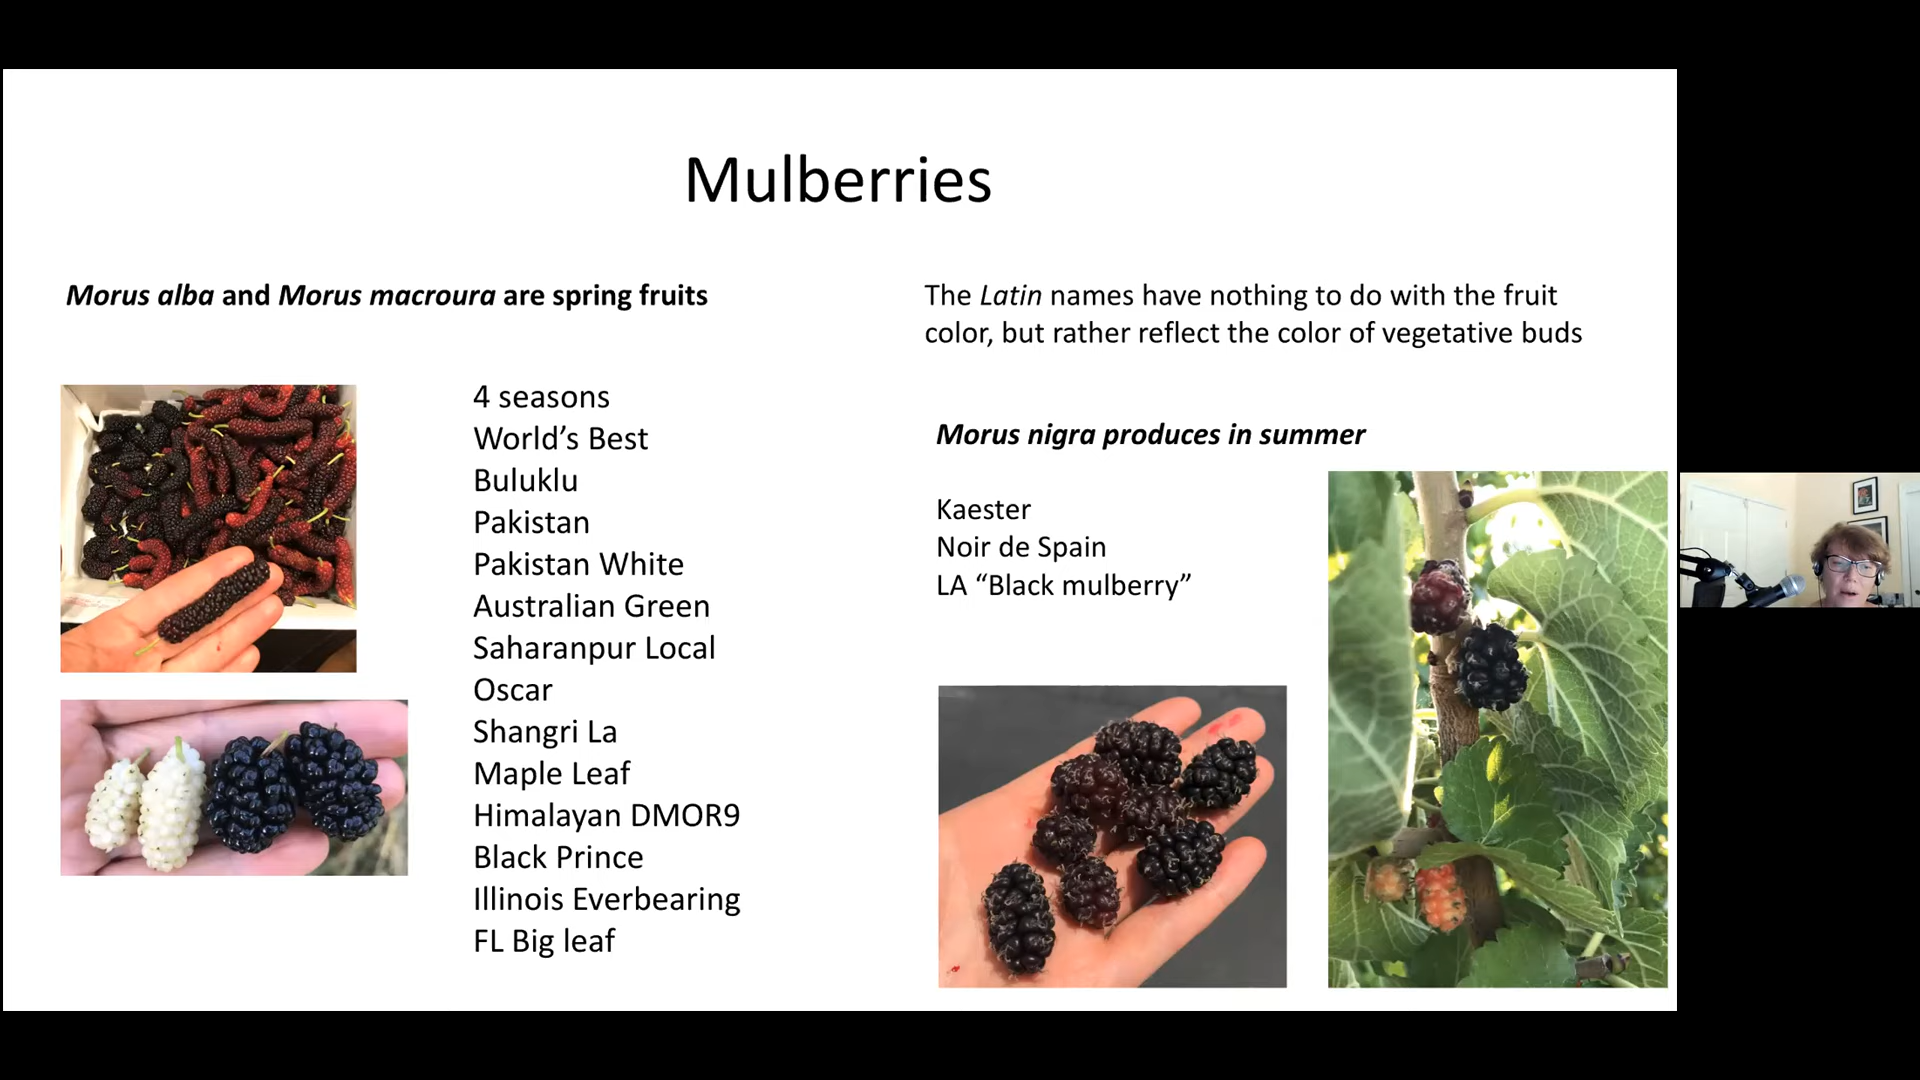 Mulberries
Morus alba and Morus macroura are spring fruits
4 seasons
World’s Best
Buluklu
Pakistan
Pakistan White
Australian Green
Saharanpur Local
Oscar
Shangri La
Maple Leaf
Himalayan DMOR9
Black Prince
Illinois Everbearing
FL Big leaf
The Latin names have nothing to do with the fruit
color, but rather reflect the color of vegetative buds
Morus nigra produces in summer
Kaester
Noir de Spain
LA “Black mulberry”